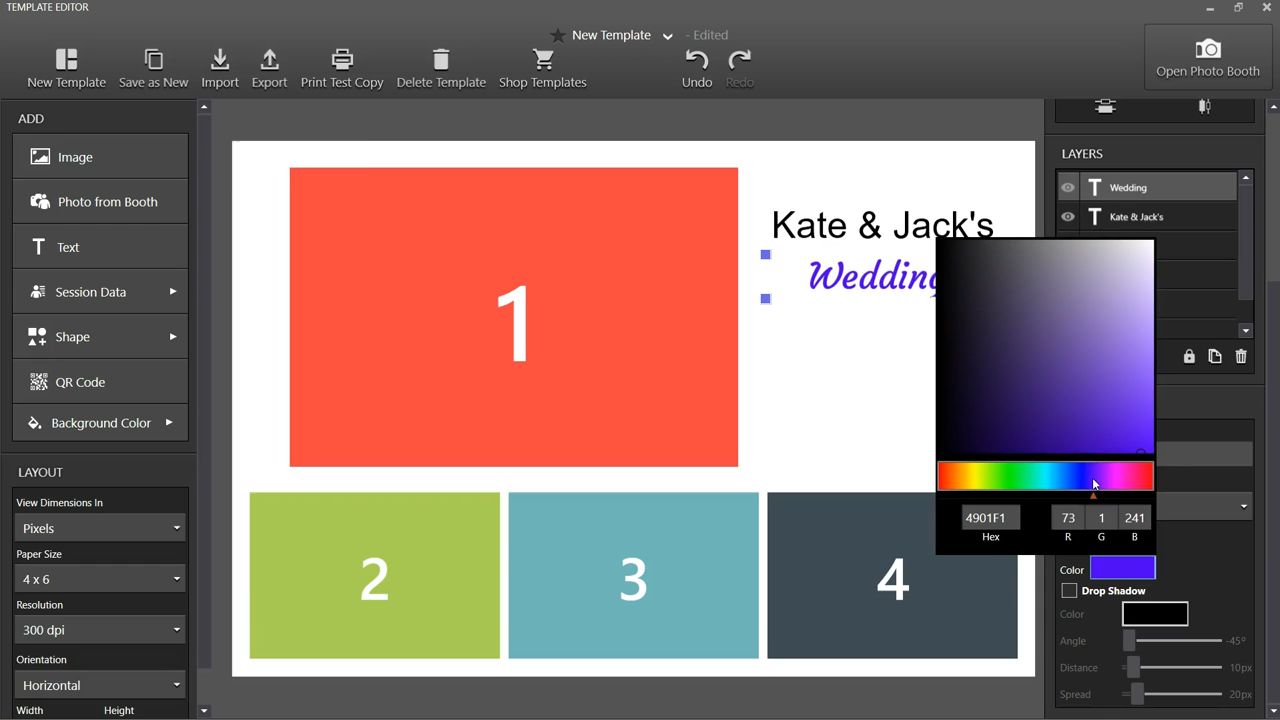 TEMPLATE EDITOR
New Template
- Edited
New Template
Save as New
Import
Export
Print Test Copy
Delete Template
Shop Templates
Undo
Redo
Open Photo Booth
ADD
Image
Photo from Booth
Text
Session Data
Shape
QR Code
Background Color
LAYOUT
View Dimensions In
Pixels
Paper Size
4 x 6
Resolution
300 dpi
Orientation
Horizontal
Width Height
1
Kate & Jack's
Wedding
2
3
4
LAYERS
Wedding
Kate & Jack's
4901F1 73 1 241
Hex R G B
Color
Drop Shadow
Color
Angle -45º
Distance 10px
Spread 20px